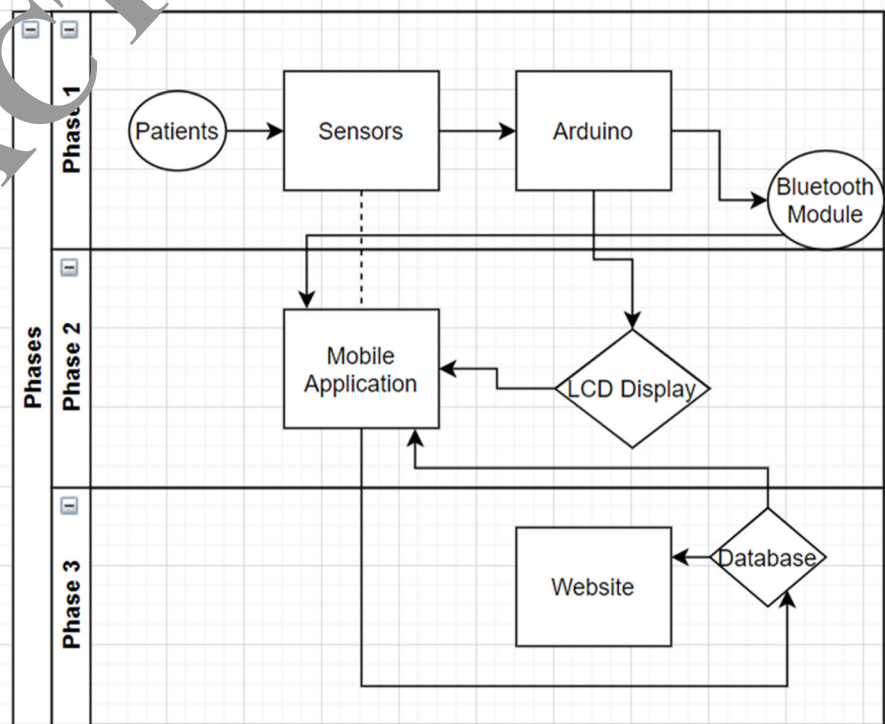 Phases
Phase 1
Patients
Sensors
Arduino
Bluetooth
Module
Phase 2
Mobile
Application
LCD Display
Phase 3
Website
Database